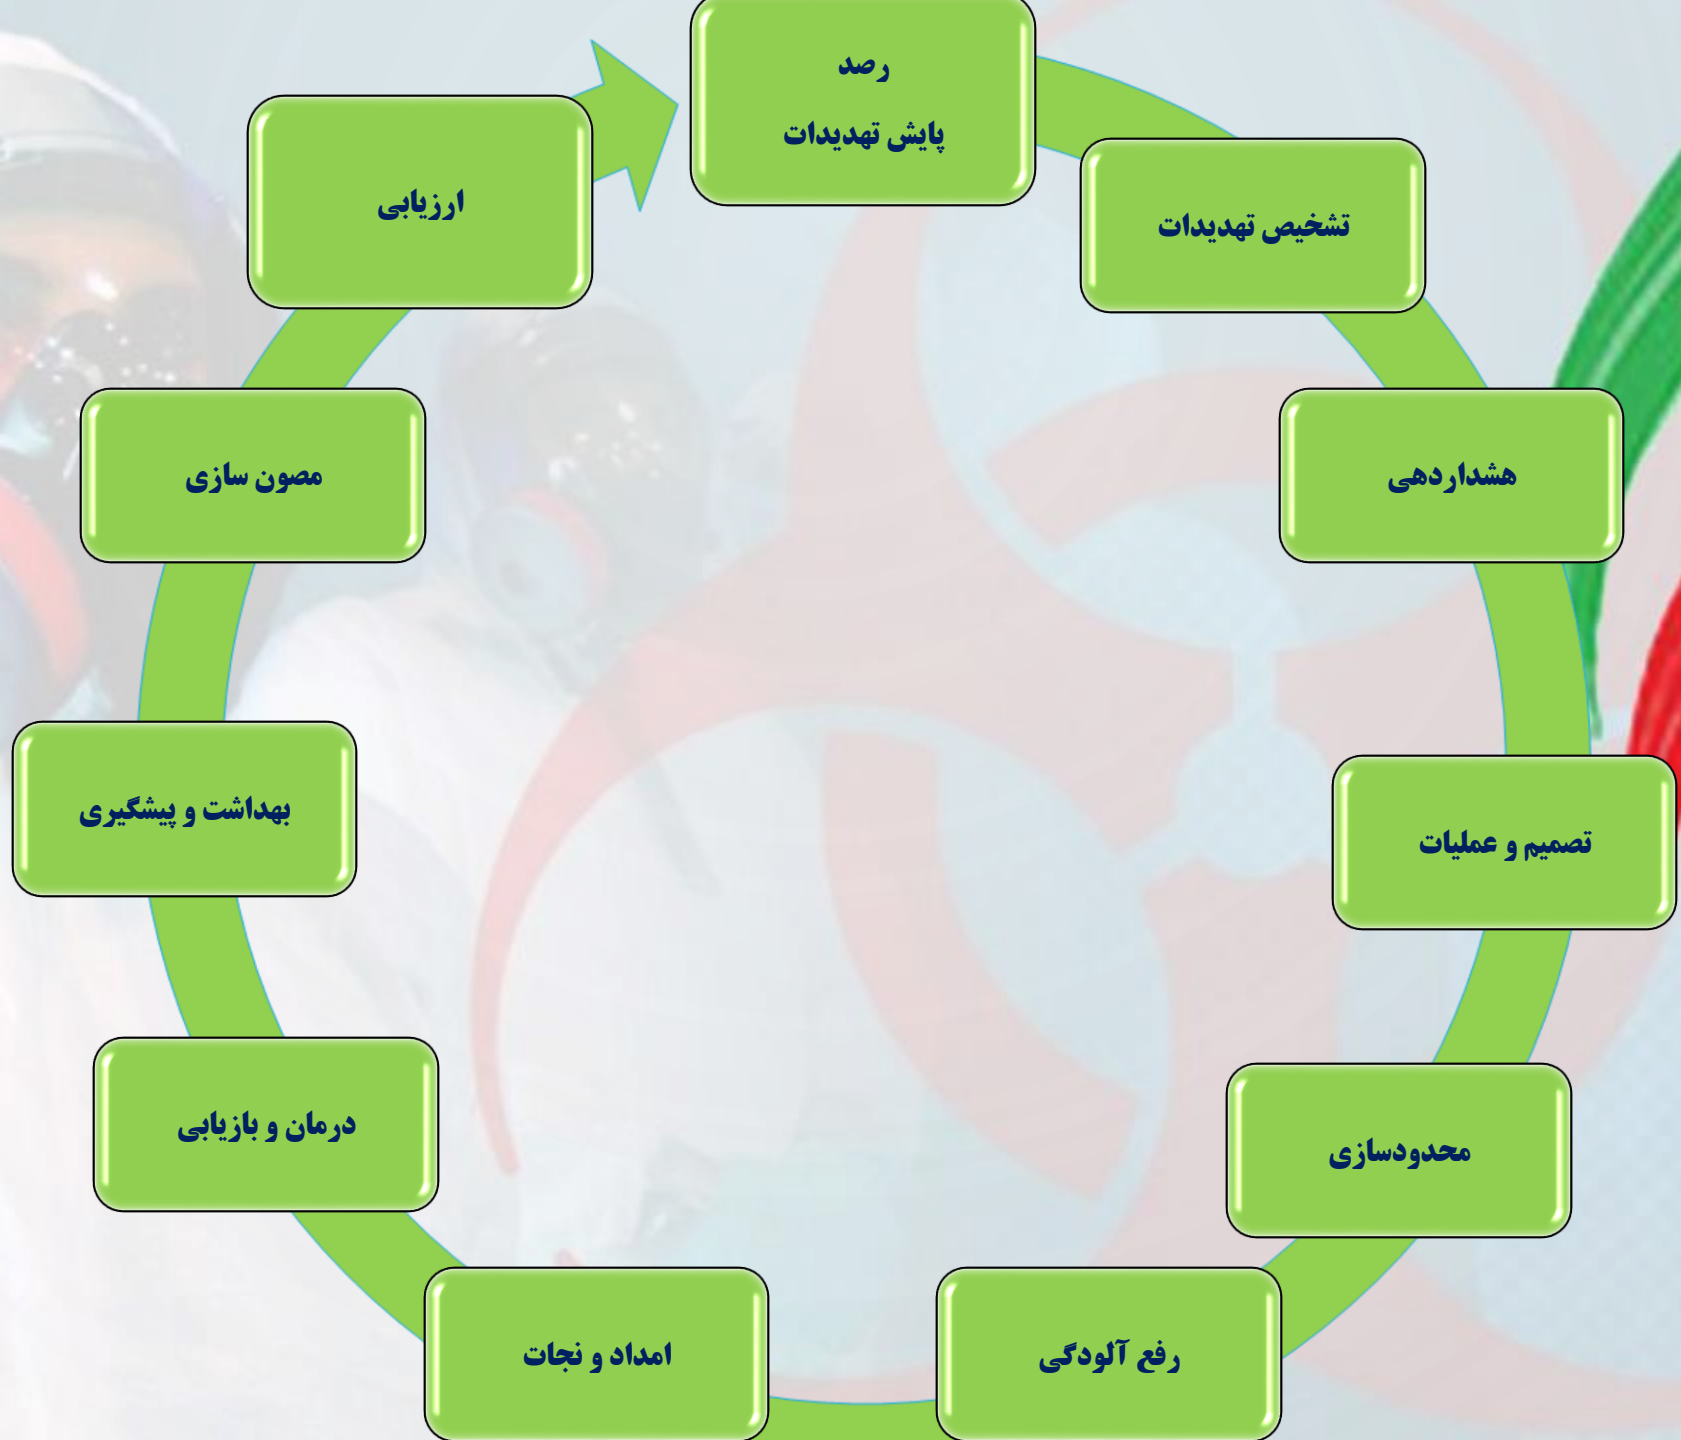 رصد
پایش تهدیدات
تشخیص تهدیدات
هشداردهی
تصمیم و عملیات
محدودسازی
رفع آلودگی
امداد و نجات
درمان و بازیابی
بهداشت و پیشگیری
مصون سازی
ارزیابی